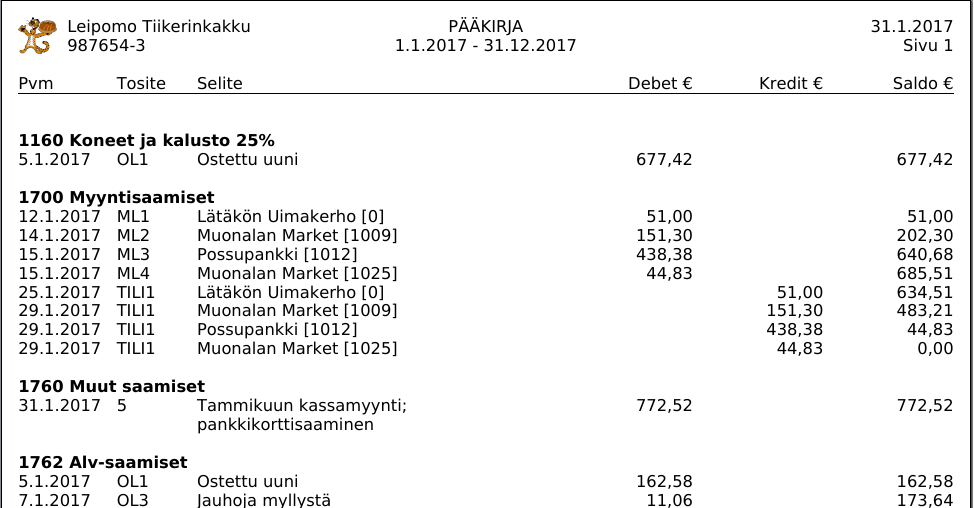 Leipomo Tiikerinkakku PÄÄKIRJA 31.1.2017
987654-3 1.1.2017 - 31.12.2017 Sivu 1
Pvm Tosite Selite Debet € Kredit € Saldo €
1160 Koneet ja kalusto 25%
5.1.2017 OL1 Ostettu uuni 677,42 677,42
1700 Myyntisaamiset
12.1.2017 ML1 Lätäkön Uimakerho [0] 51,00 51,00
14.1.2017 ML2 Muonalan Market [1009] 151,30 202,30
15.1.2017 ML3 Possupankki [1012] 438,38 640,68
15.1.2017 ML4 Muonalan Market [1025] 44,83 685,51
25.1.2017 TILI1 Lätäkön Uimakerho [0] 51,00 634,51
29.1.2017 TILI1 Muonalan Market [1009] 151,30 483,21
29.1.2017 TILI1 Possupankki [1012] 438,38 44,83
29.1.2017 TILI1 Muonalan Market [1025] 44,83 0,00
1760 Muut saamiset
31.1.2017 5 Tammikuun kassamyynti; 772,52 772,52
pankkikorttisaaminen
1762 Alv-saamiset
5.1.2017 OL1 Ostettu uuni 162,58 162,58
7.1.2017 OL3 Jauhoja myllystä 11,06 173,64